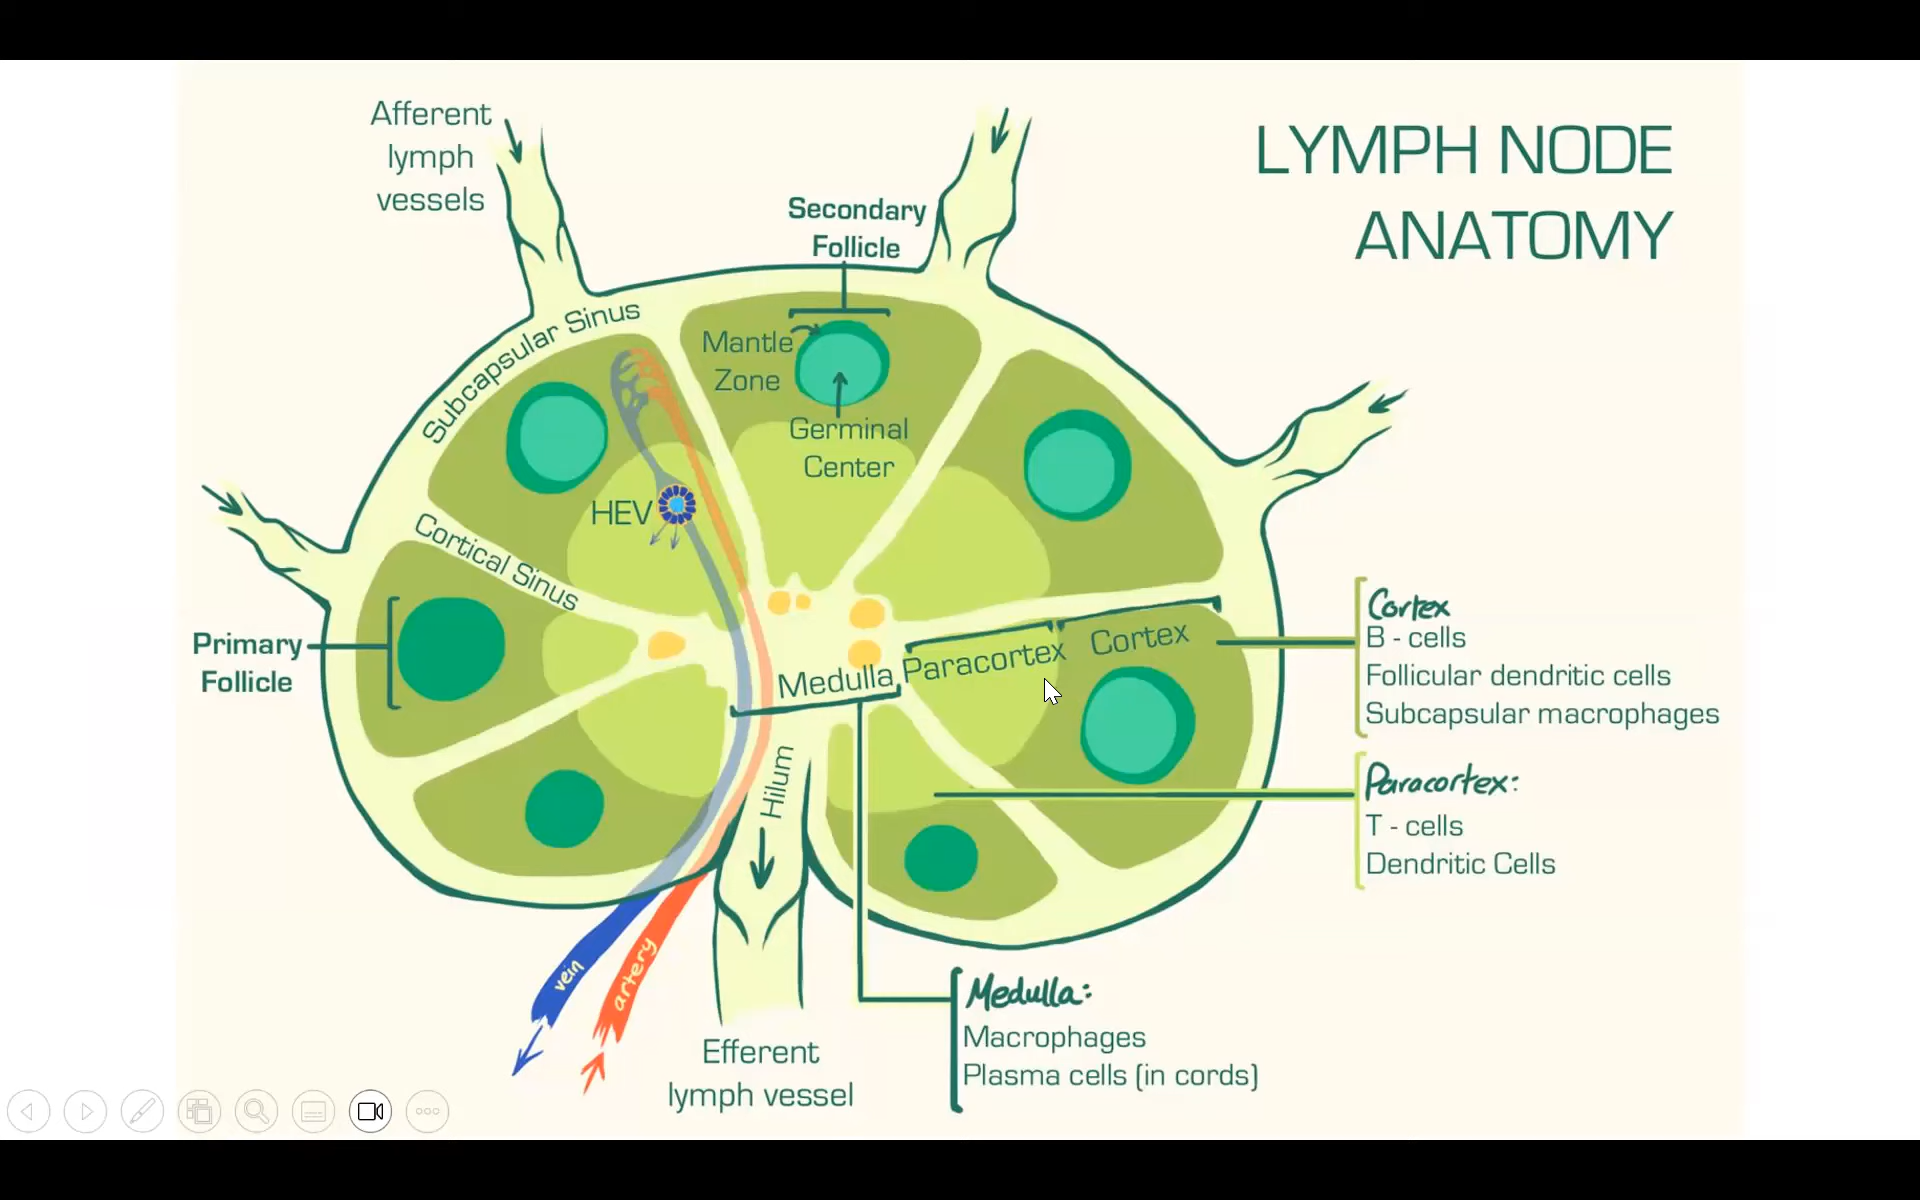 LYMPH NODE
ANATOMY
Afferent
lymph
vessels
Secondary
Follicle
Subcapsular Sinus
Mantle
Zone
Germinal
Center
HEV
Cortical Sinus
Primary
Follicle
Medulla
Paracortex
Cortex
Hilum
Cortex
B - cells
Follicular dendritic cells
Subcapsular macrophages
Paracortex:
T - cells
Dendritic Cells
vein
artery
Medulla:
Macrophages
Plasma cells (in cords)
Efferent
lymph vessel